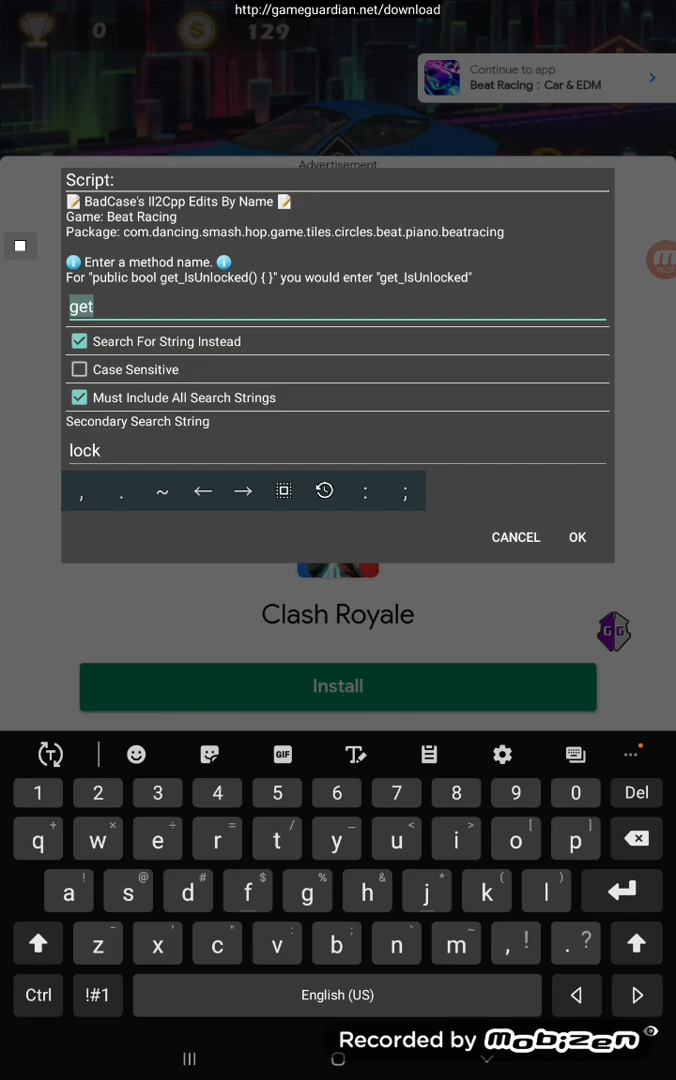 http://gameguardian.net/download
0 $ 129
Continue to app
Beat Racing : Car & EDM
Advertisement
Script:
📝 BadCase's Il2Cpp Edits By Name 📝
Game: Beat Racing
Package: com.dancing.smash.hop.game.tiles.circles.beat.piano.beatracing
ℹ️ Enter a method name. ℹ️
For "public bool get_IsUnlocked() { }" you would enter "get_IsUnlocked"
get
Search For String Instead
Case Sensitive
Must Include All Search Strings
Secondary Search String
lock
, . ~ ← → : ;
CANCEL OK
Clash Royale
GG
Install
T GIF T ...
1 2 3 4 5 6 7 8 9 0 Del
+ × ÷ = / _ < > [ ]
q w e r t y u i o p
! @ # $ % ^ & * ( )
a s d f g h j k l
- ' " : ; , ?
z x c v b n m , ! . ?
Ctrl !#1 English (US)
Recorded by mobizen